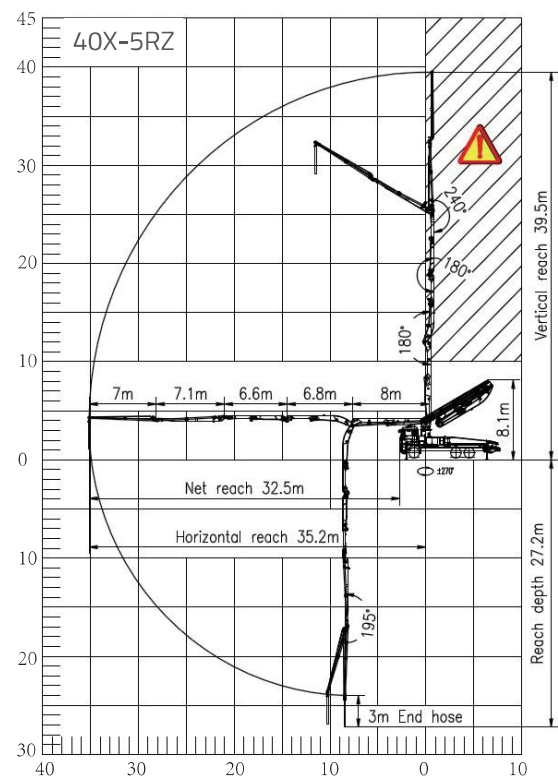 45
40X-5RZ
40
30
20
10
0
10
20
30
40 30 20 10 0 10
240°
180°
180°
Vertical reach 39.5m
7m 7.1m 6.6m 6.8m 8m
8.1m
±270°
Net reach 32.5m
Horizontal reach 35.2m
Reach depth 27.2m
195°
3m End hose